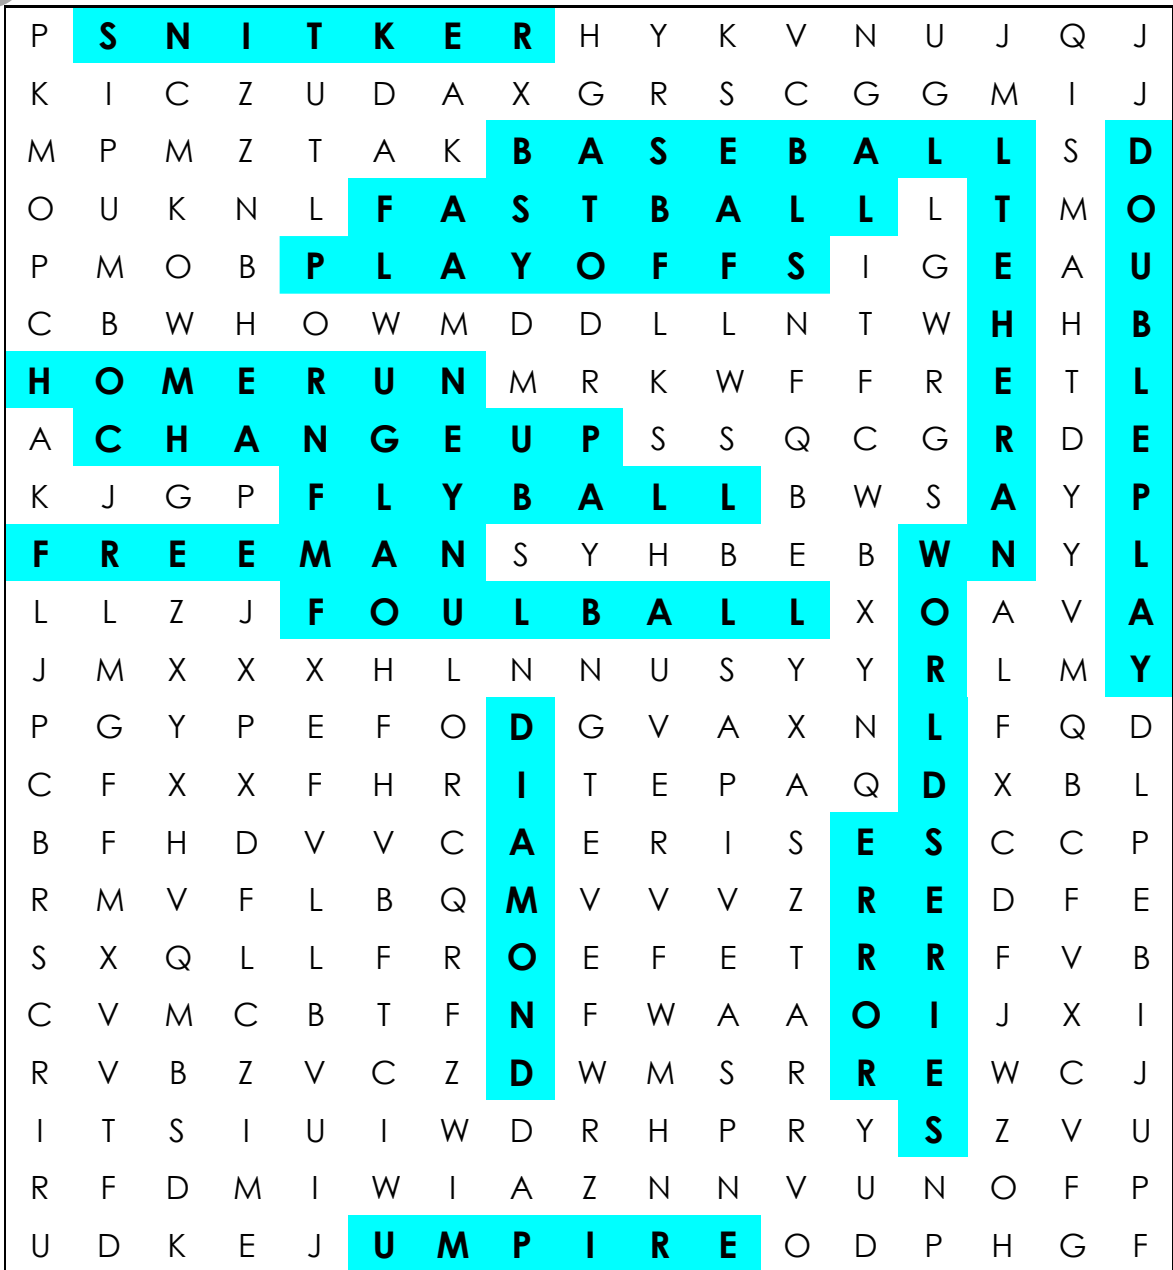 P S N I T K E R H Y K V N U J Q J
K I C Z U D A X G R S C G G M I J
M P M Z T A K B A S E B A L L S D
O U K N L F A S T B A L L L T M O
P M O B P L A Y O F F S I G E A U
C B W H O W M D D L L N T W H H B
H O M E R U N M R K W F F R E T L
A C H A N G E U P S S Q C G R D E
K J G P F L Y B A L L B W S A Y P
F R E E M A N S Y H B E B W N Y L
L L Z J F O U L B A L L X O A V A
J M X X X H L N N U S Y Y R L M Y
P G Y P E F O D G V A X N L F Q D
C F X X F H R I T E P A Q D X B L
B F H D V V C A E R I S E S C C P
R M V F L B Q M V V V Z R E D F E
S X Q L L F R O E F E T R R F V B
C V M C B T F N F W A A O I J X I
R V B Z V C Z D W M S R R E W C J
I T S I U I W D R H P R Y S Z V U
R F D M I W I A Z N N V U N O F P
U D K E J U M P I R E O D P H G F